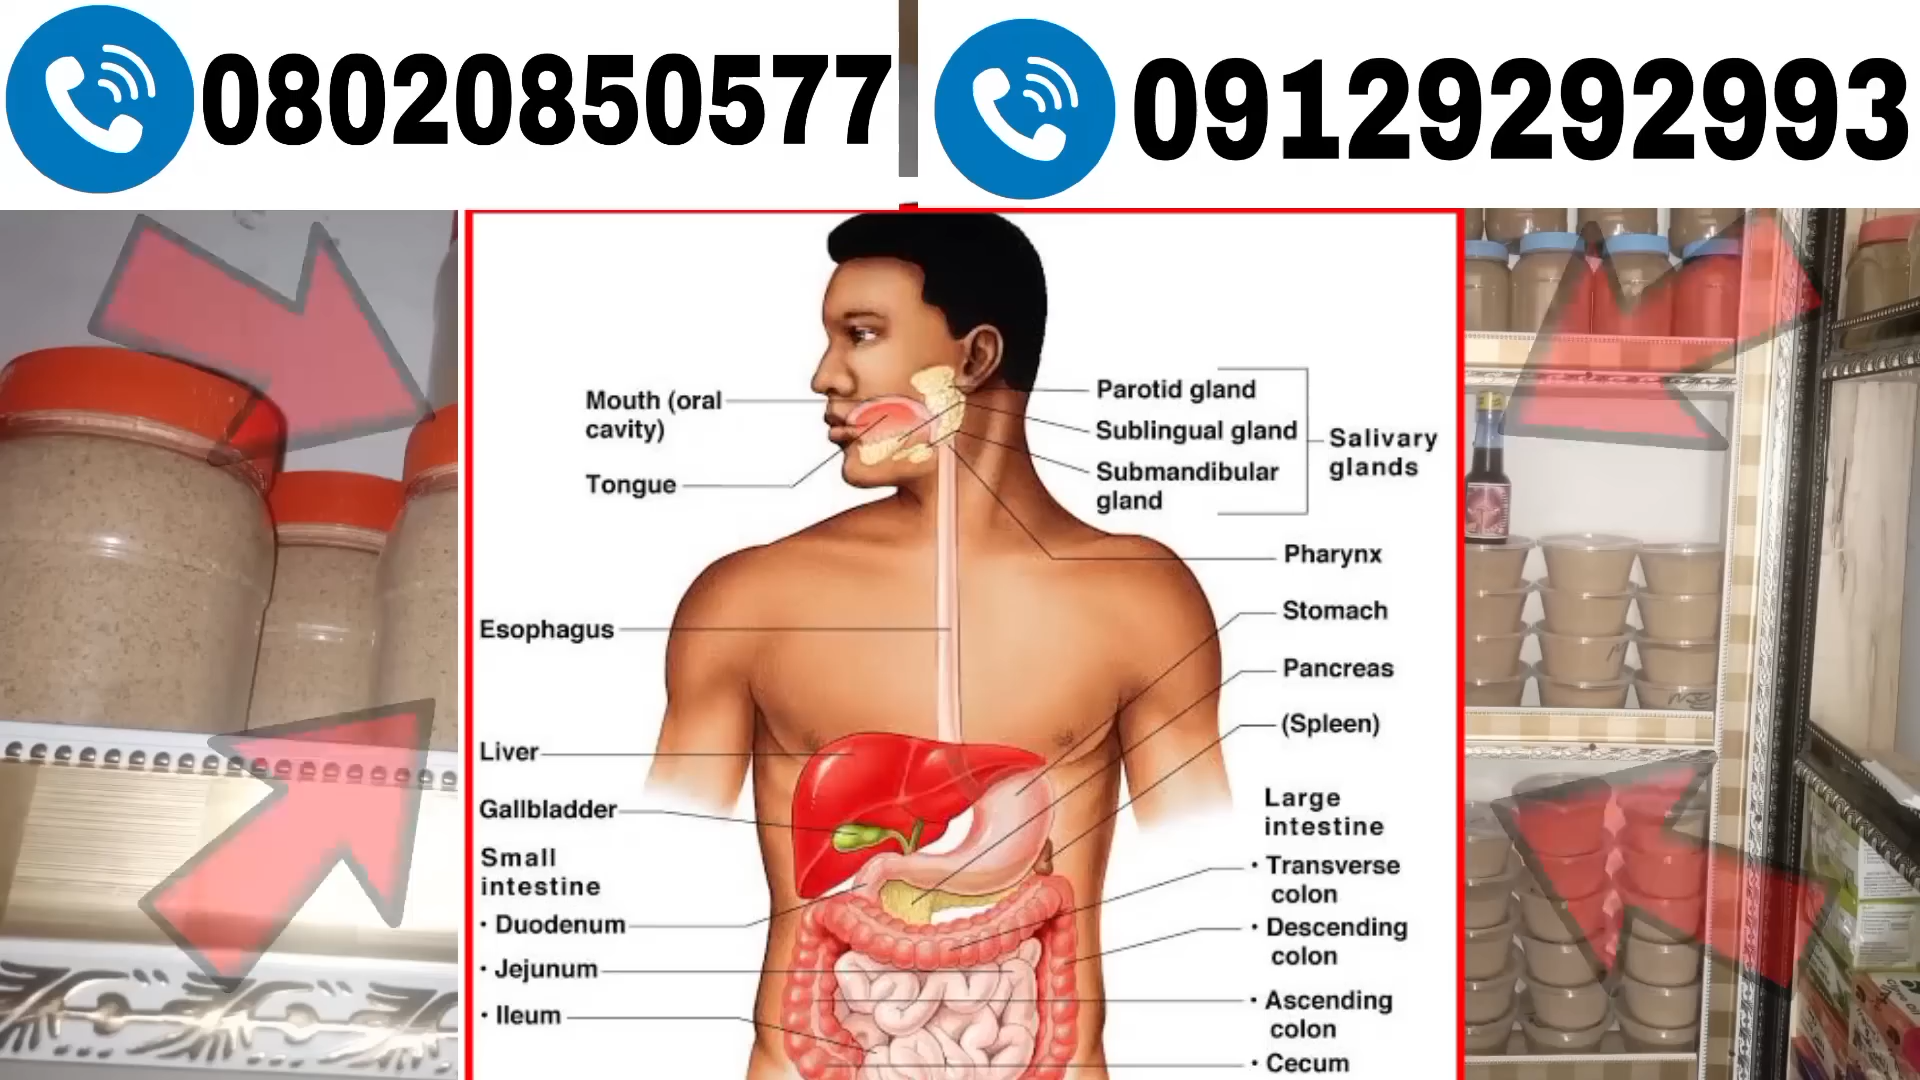 08020850577
09129292993
Mouth (oral
cavity)
Tongue
Esophagus
Liver
Gallbladder
Small
intestine
• Duodenum
• Jejunum
• Ileum
Parotid gland
Sublingual gland
Submandibular
gland
Salivary
glands
Pharynx
Stomach
Pancreas
(Spleen)
Large
intestine
• Transverse
colon
• Descending
colon
• Ascending
colon
• Cecum